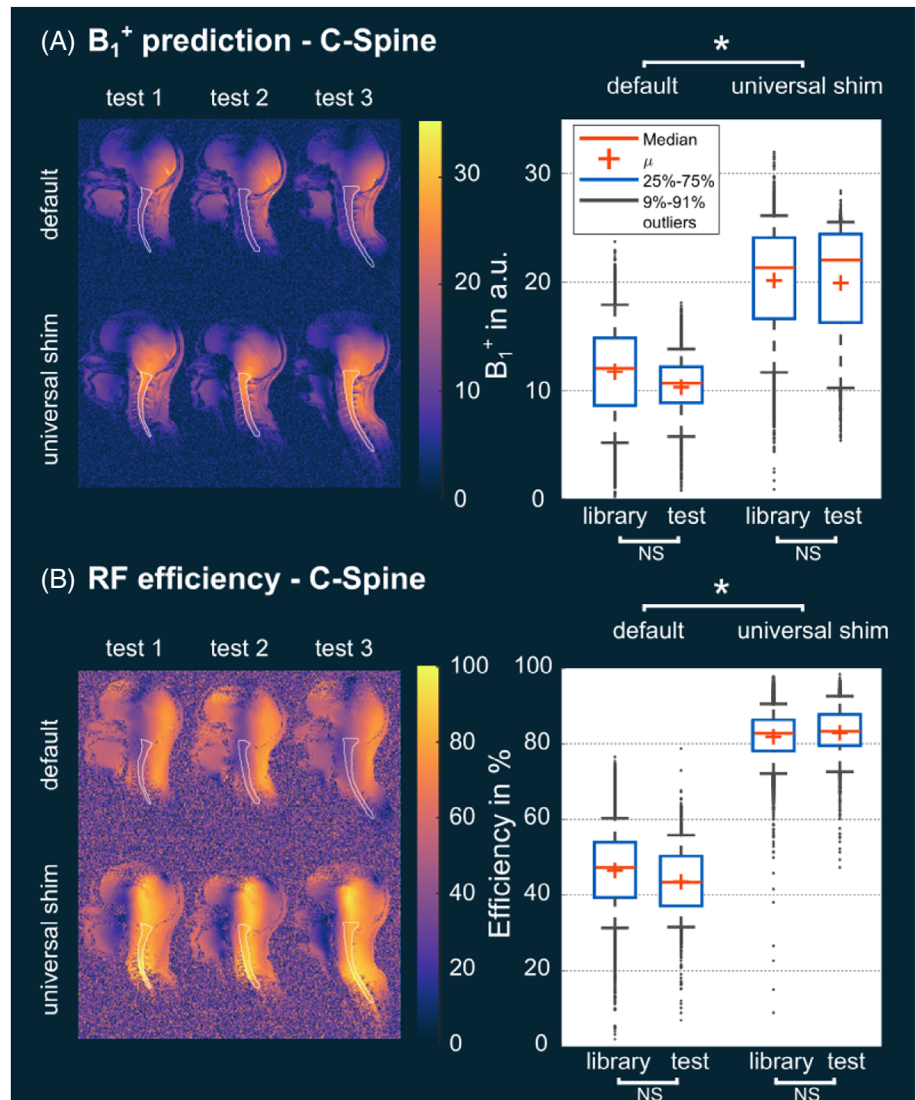 (A) B₁⁺ prediction - C-Spine
*
default universal shim
test 1 test 2 test 3
default
universal shim
30
20
10
0
B₁⁺ in a.u.
30
20
10
0
Median
μ
25%-75%
9%-91%
outliers
library test library test
NS NS
(B) RF efficiency - C-Spine
*
default universal shim
test 1 test 2 test 3
default
universal shim
100
80
60
40
20
0
Efficiency in %
100
80
60
40
20
0
library test library test
NS NS